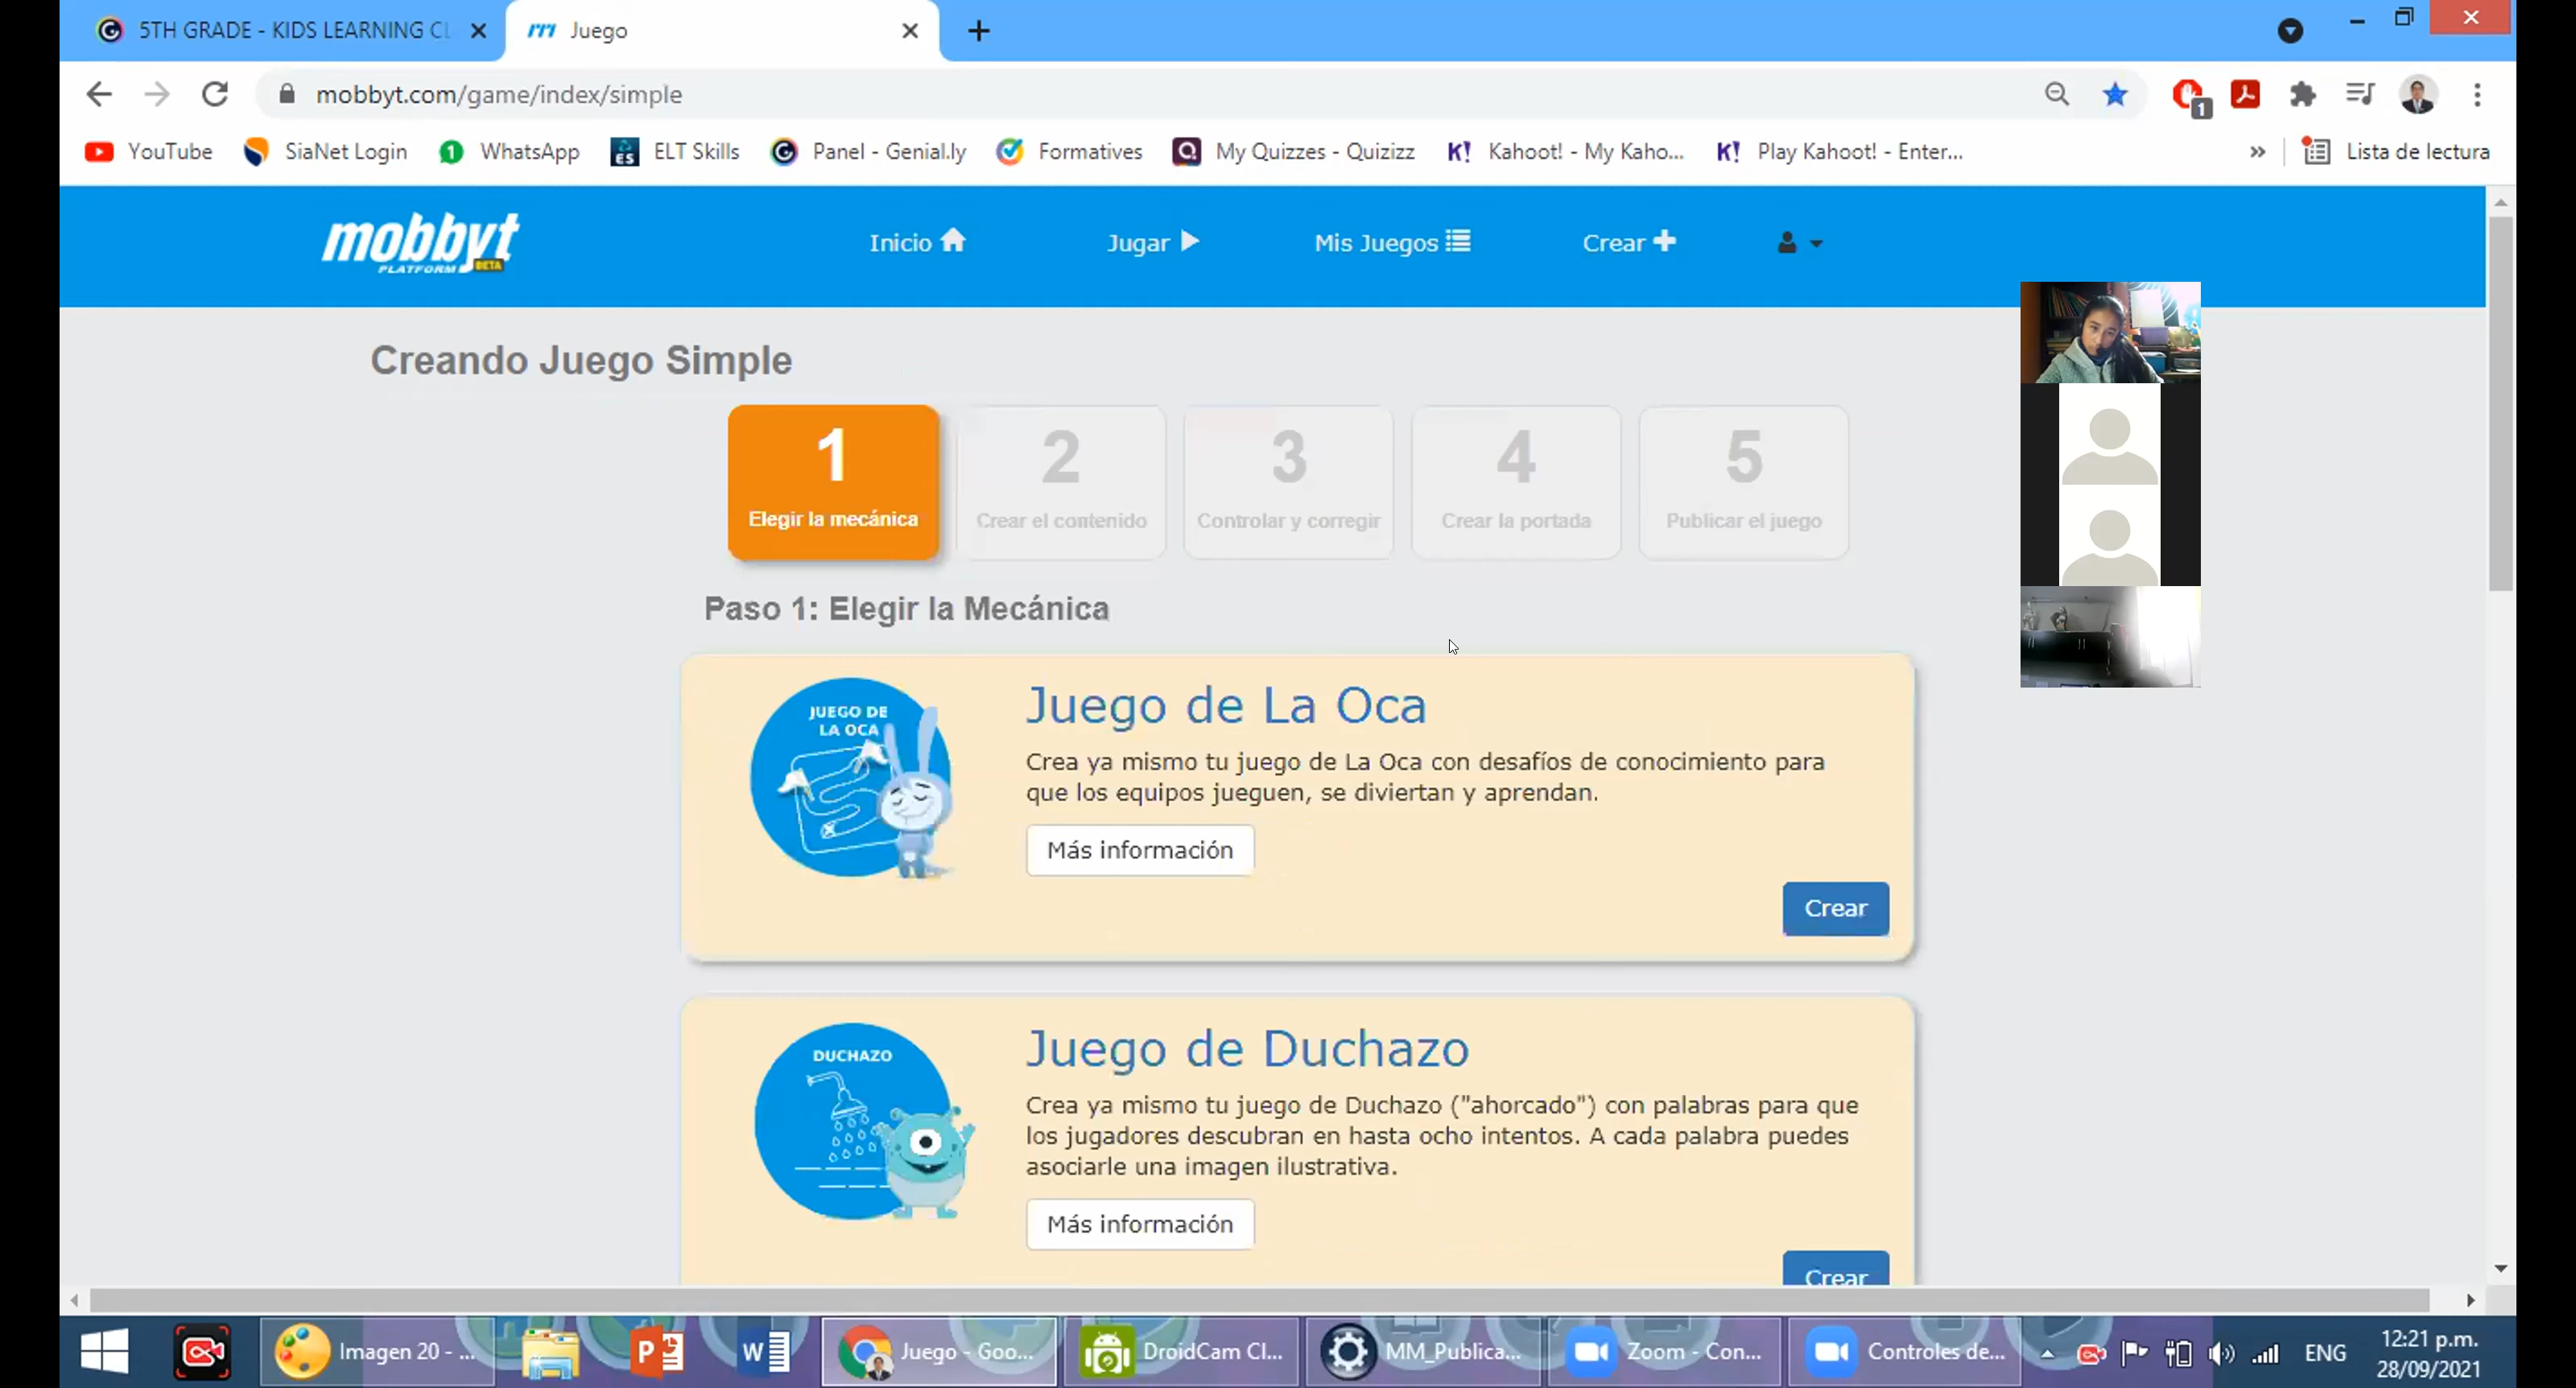 5TH GRADE - KIDS LEARNING CL
Juego
mobbyt.com/game/index/simple
1
YouTube
SiaNet Login
1
WhatsApp
ES
ELT Skills
Panel - Genial.ly
Formatives
My Quizzes - Quizizz
K! Kahoot! - My Kaho...
K! Play Kahoot! - Enter...
»
Lista de lectura
mobbyt
PLATFORM BETA
Inicio
Jugar
Mis Juegos
Crear
Creando Juego Simple
1
Elegir la mecánica
2
Crear el contenido
3
Controlar y corregir
4
Crear la portada
5
Publicar el juego
Paso 1: Elegir la Mecánica
JUEGO DE
LA OCA
Juego de La Oca
Crea ya mismo tu juego de La Oca con desafíos de conocimiento para
que los equipos jueguen, se diviertan y aprendan.
Más información
Crear
DUCHAZO
Juego de Duchazo
Crea ya mismo tu juego de Duchazo ("ahorcado") con palabras para que
los jugadores descubran en hasta ocho intentos. A cada palabra puedes
asociarle una imagen ilustrativa.
Más información
Crear
Imagen 20 - ...
P
W
Juego - Goo...
DroidCam Cl...
MM_Publica...
Zoom - Con...
Controles de...
ENG
12:21 p.m.
28/09/2021